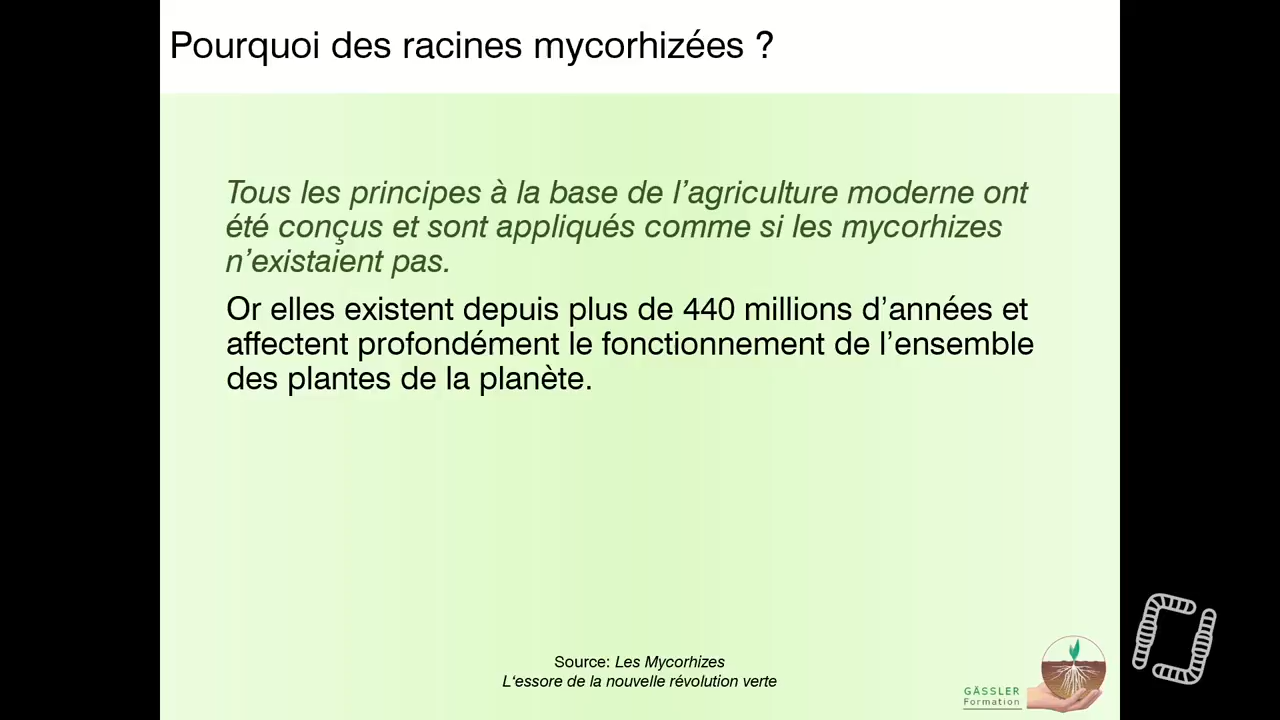 Pourquoi des racines mycorhizées ?
Tous les principes à la base de l’agriculture moderne ont
été conçus et sont appliqués comme si les mycorhizes
n’existaient pas.
Or elles existent depuis plus de 440 millions d’années et
affectent profondément le fonctionnement de l’ensemble
des plantes de la planète.
Source: Les Mycorhizes
L‘essore de la nouvelle révolution verte
GÄSSLER
Formation